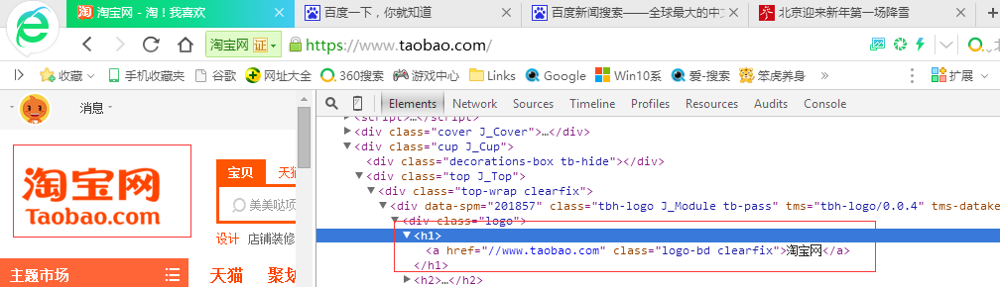 淘宝网 - 淘！我喜欢
百度一下，你就知道
百度新闻搜索——全球最大的中文
北京迎来新年第一场降雪
淘宝网 证
https://www.taobao.com/
收藏
手机收藏夹
谷歌
网址大全
360搜索
游戏中心
Links
Google
Win10系
爱-搜索
笨虎养身
»
扩展
消息
Elements Network Sources Timeline Profiles Resources Audits Console
<script>…</script>
<div class="cover J_Cover">…</div>
<div class="cup J_Cup">
<div class="decorations-box tb-hide"></div>
<div class="top J_Top">
<div class="top-wrap clearfix">
<div data-spm="201857" class="tbh-logo J_Module tb-pass" tms="tbh-logo/0.0.4" tms-datake
<div class="logo">
<h1>
<a href="//www.taobao.com" class="logo-bd clearfix">淘宝网</a>
</h1>
<h2>…</h2>
淘宝网
Taobao.com
宝贝 天猫
美美哒项
设计 店铺装修
主题市场
天猫 聚划